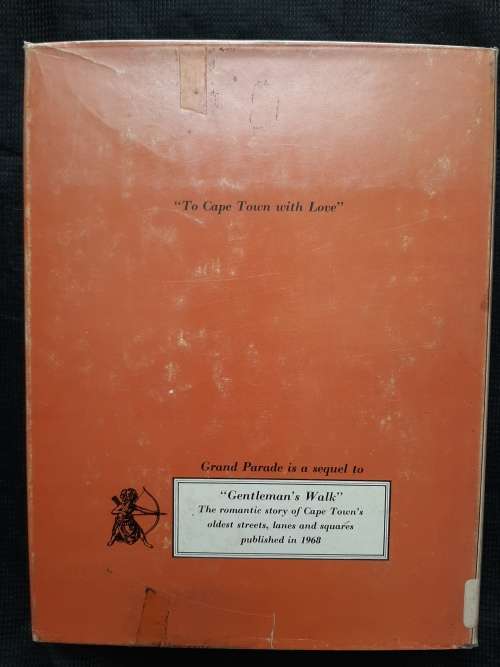 “To Cape Town with Love”
Grand Parade is a sequel to
“Gentleman's Walk”
The romantic story of Cape Town's
oldest streets, lanes and squares
published in 1968